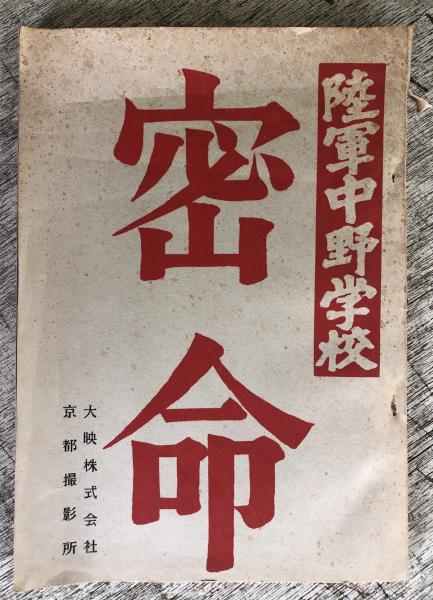 陸軍中野学校
密命
大映株式会社
京都撮影所